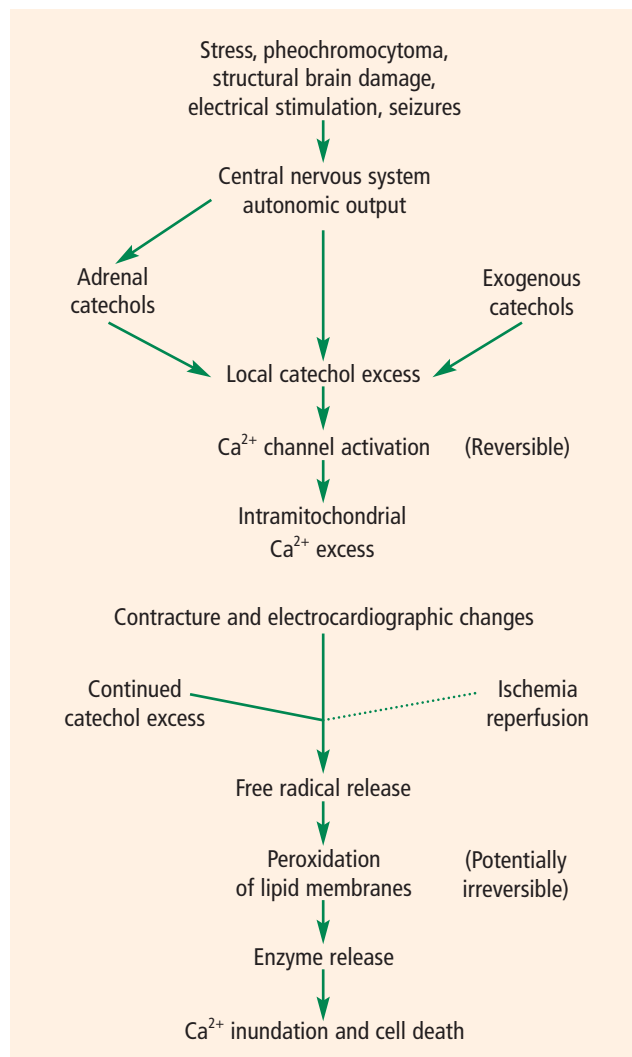 Stress, pheochromocytoma,
structural brain damage,
electrical stimulation, seizures
Central nervous system
autonomic output
Adrenal
catechols
Exogenous
catechols
Local catechol excess
Ca²⁺ channel activation (Reversible)
Intramitochondrial
Ca²⁺ excess
Contracture and electrocardiographic changes
Continued
catechol excess
Ischemia
reperfusion
Free radical release
Peroxidation
of lipid membranes
(Potentially
irreversible)
Enzyme release
Ca²⁺ inundation and cell death